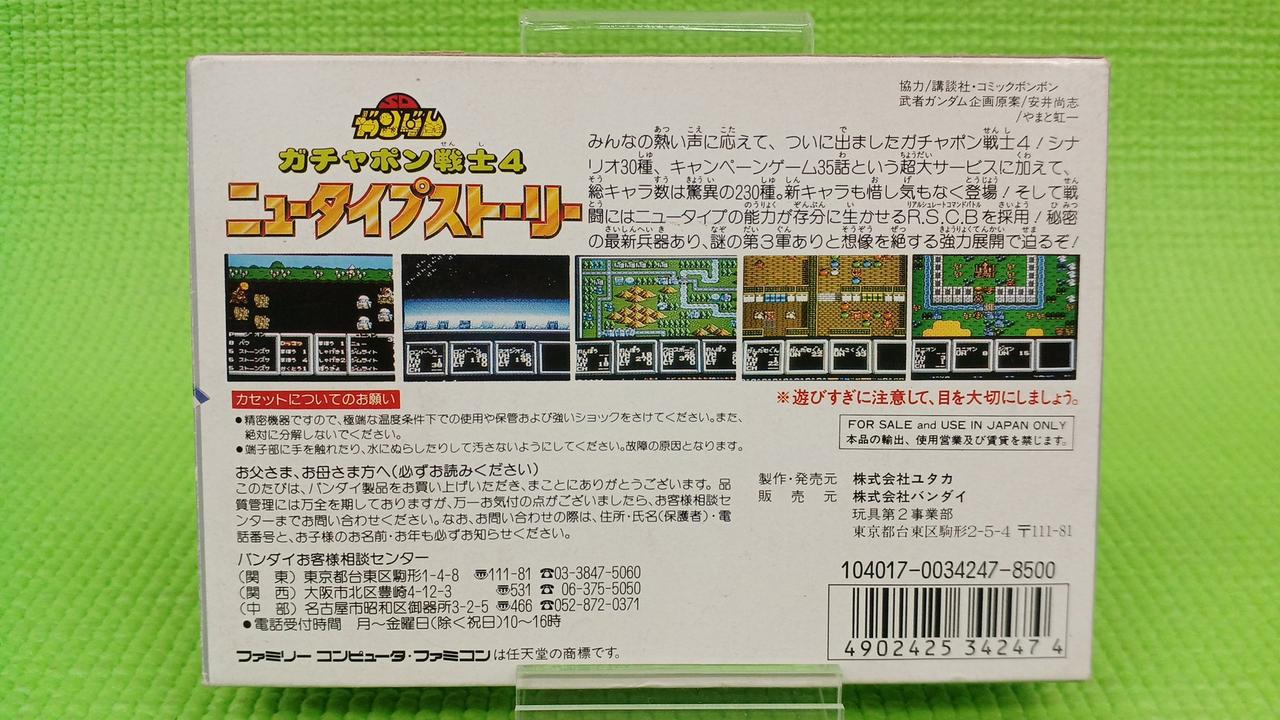 協力/講談社・コミックボンボン
武者ガンダム企画原案/安井尚志
/やまと虹一
SD
ガンダム
ガチャポン戦士4
ニュータイプストーリー
みんなの熱い声に応えて、ついに出ましたガチャポン戦士4!シナ
リオ30種、キャンペーンゲーム35話という超大サービスに加えて、
総キャラ数は驚異の230種。新キャラも惜し気もなく登場!そして戦
闘にはニュータイプの能力が存分に生かせるR.S.C.Bを採用!秘密
の最新兵器あり、謎の第3軍ありと想像を絶する強力展開で迫るぞ!
カセットについてのお願い
●精密機器ですので、極端な温度条件下での使用や保管および強いショックをさけてください。また、
絶対に分解しないでください。
●端子部に手を触れたり、水にぬらしたりして汚さないようにしてください。故障の原因となります。
お父さま、お母さま方へ(必ずお読みください)
このたびは、バンダイ製品をお買い上げいただき、まことにありがとうございます。品
質管理には万全を期しておりますが、万一お気付の点がございましたら、お客様相談セ
ンターまでお問い合わせください。なお、お問い合わせの際は、住所・氏名(保護者)・電
話番号と、お子様のお名前・お年も必ずお知らせください。
バンダイお客様相談センター
(関 東) 東京都台東区駒形1-4-8 〒111-81 ☎03-3847-5060
(関 西) 大阪市北区豊崎4-12-3 〒531 ☎06-375-5050
(中 部) 名古屋市昭和区御器所3-2-5 〒466 ☎052-872-0371
●電話受付時間 月〜金曜日(除く祝日)10〜16時
ファミリー コンピュータ・ファミコンは任天堂の商標です。
※遊びすぎに注意して、目を大切にしましょう。
FOR SALE and USE IN JAPAN ONLY
本品の輸出、使用営業及び賃貸を禁じます。
製作・発売元 株式会社ユタカ
販売元 株式会社バンダイ
玩具第2事業部
東京都台東区駒形2-5-4 〒111-81
104017-0034247-8500
4902425 342474